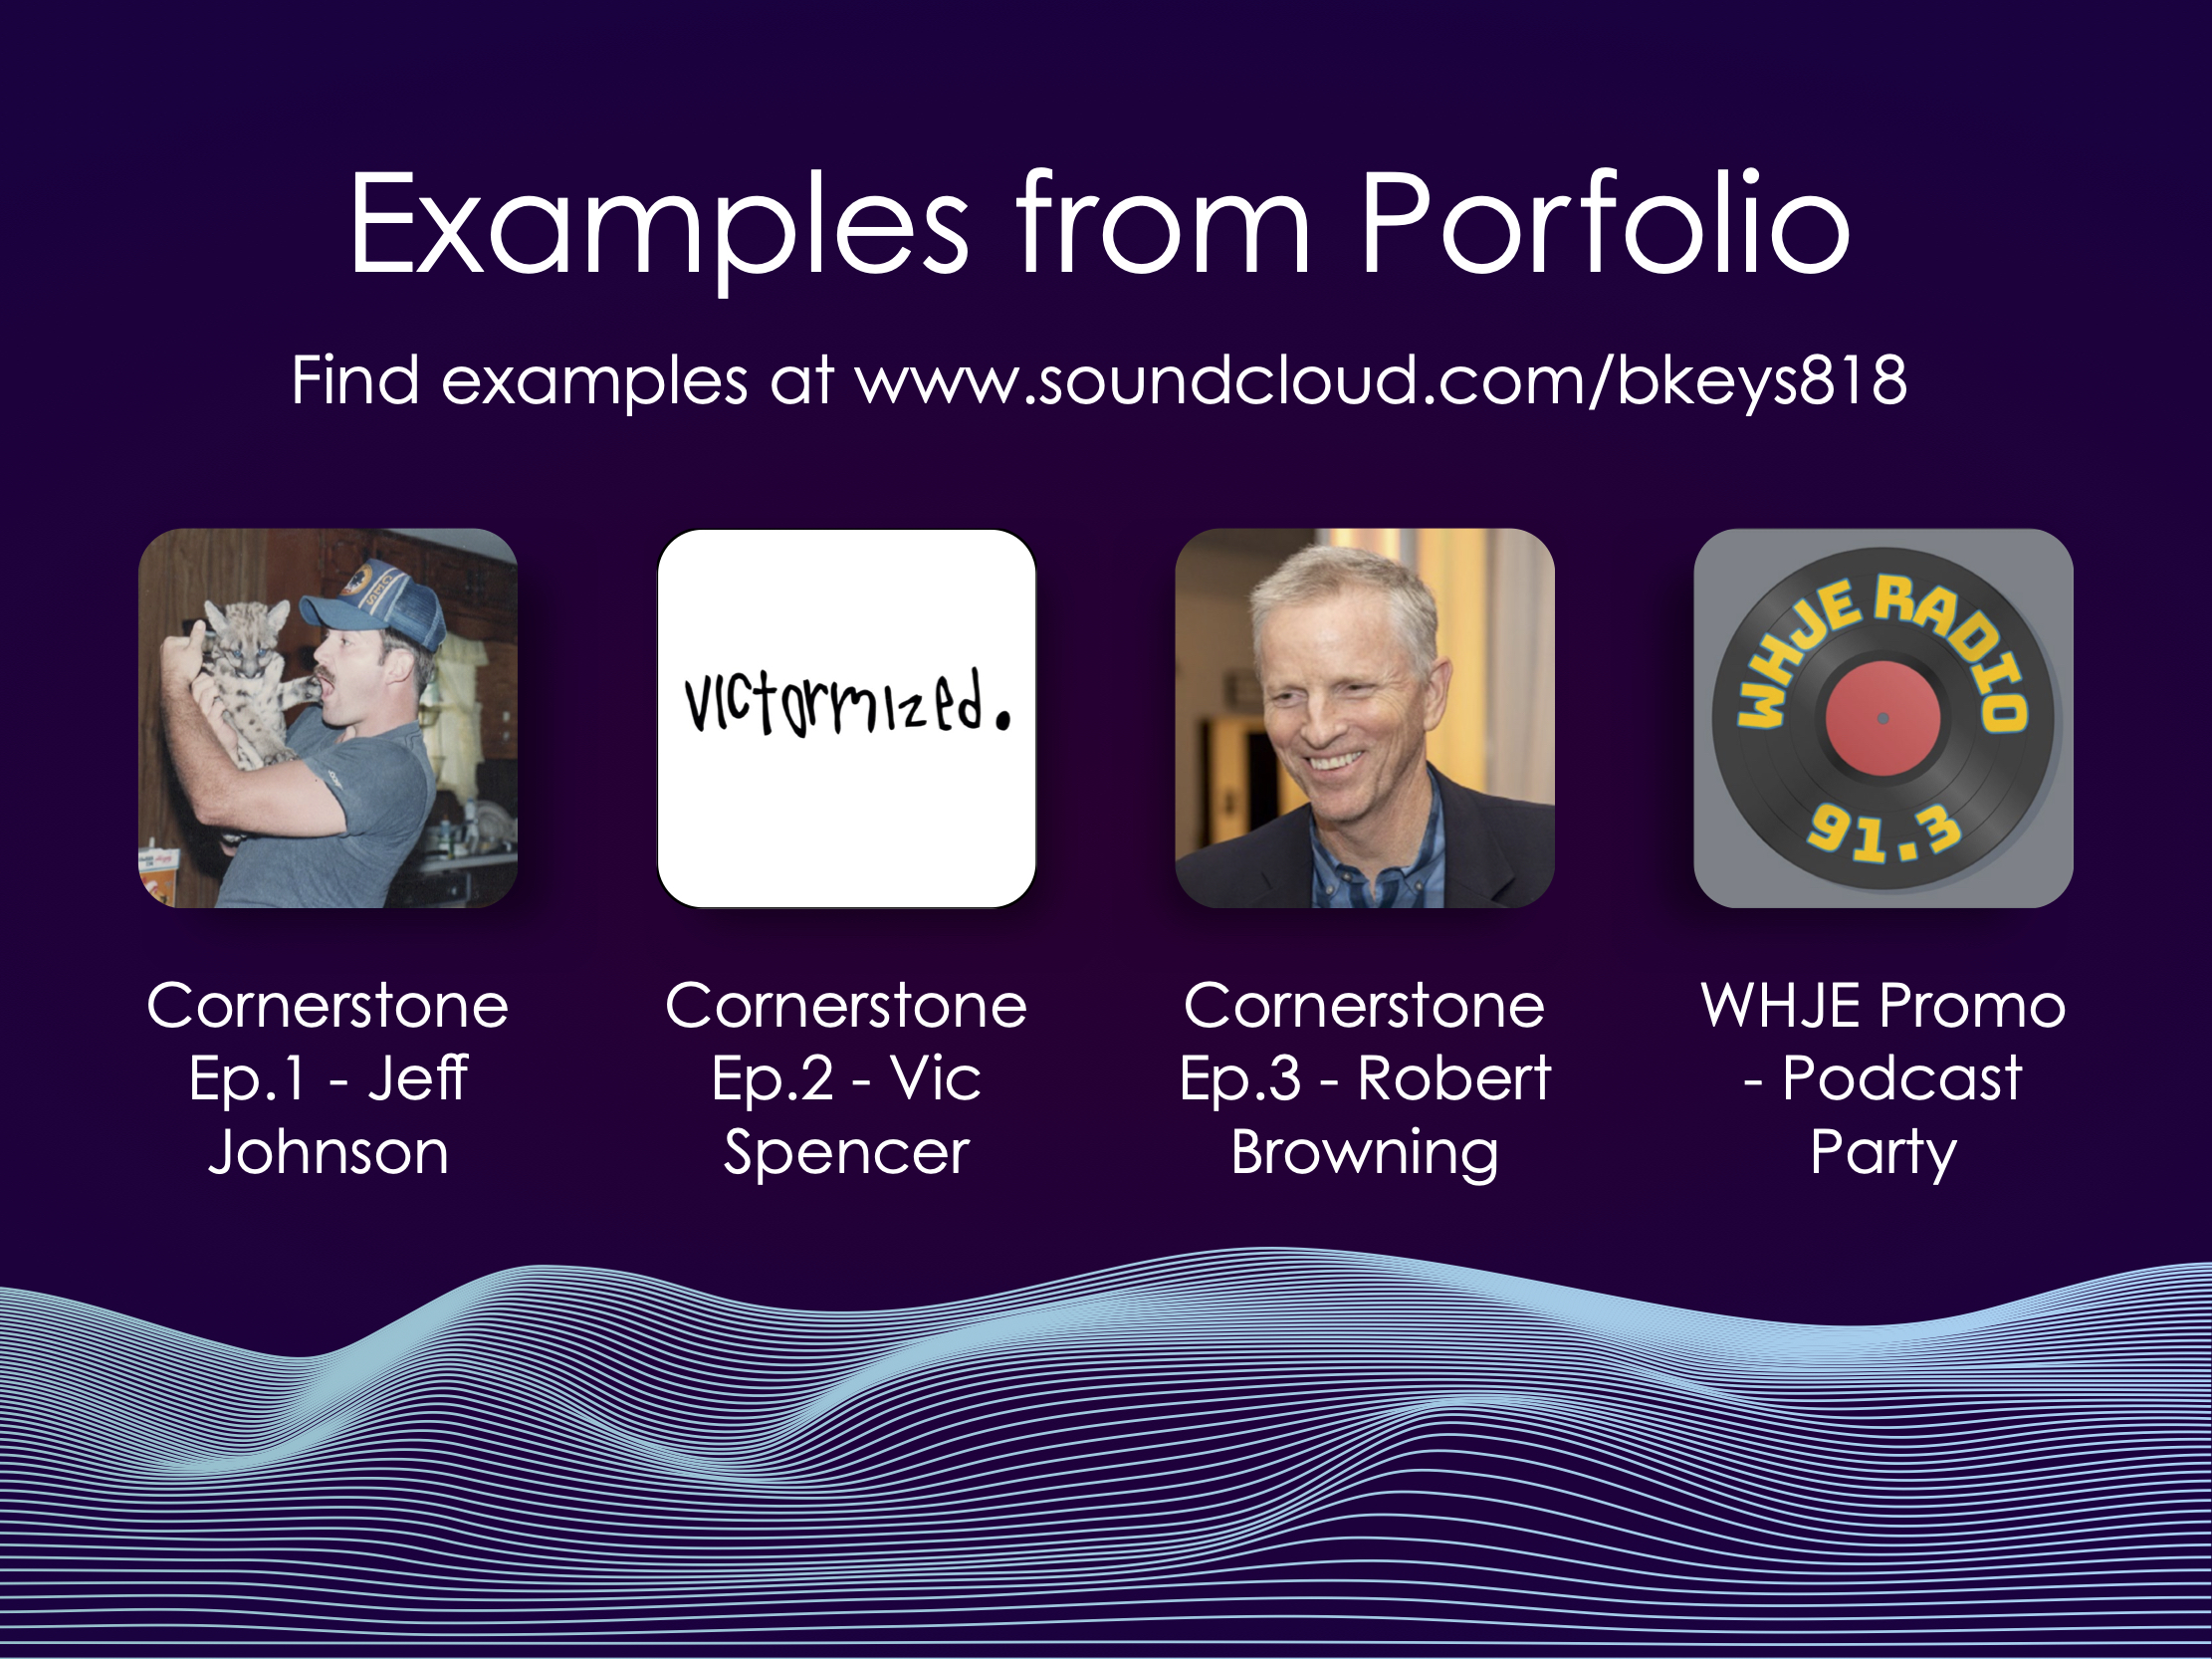 Examples from Porfolio
Find examples at www.soundcloud.com/bkeys818
victormized.
WHJE RADIO
91.3
Cornerstone
Ep.1 - Jeff
Johnson
Cornerstone
Ep.2 - Vic
Spencer
Cornerstone
Ep.3 - Robert
Browning
WHJE Promo
- Podcast
Party